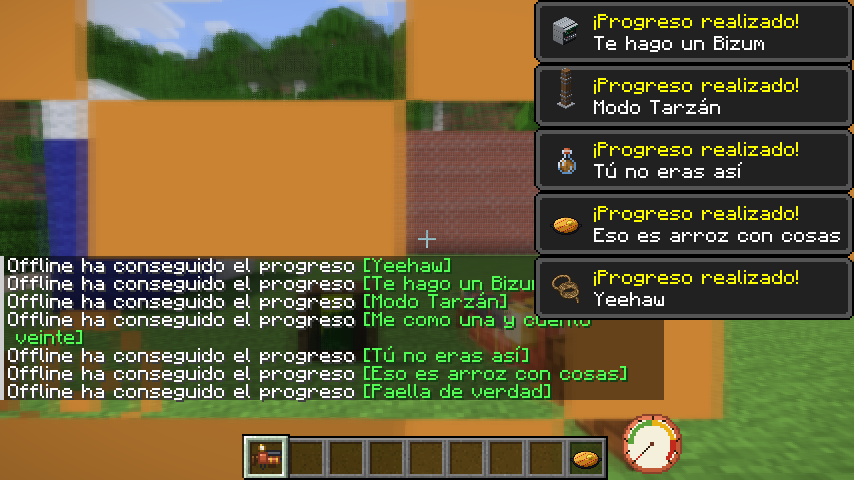 ¡Progreso realizado!
Te hago un Bizum
¡Progreso realizado!
Modo Tarzán
¡Progreso realizado!
Tú no eras así
¡Progreso realizado!
Eso es arroz con cosas
¡Progreso realizado!
Yeehaw
Offline ha conseguido el progreso [Yeehaw]
Offline ha conseguido el progreso [Te hago un Bizu
Offline ha conseguido el progreso [Modo Tarzán]
Offline ha conseguido el progreso [Me como una y cuento
veinte]
Offline ha conseguido el progreso [Tú no eras así]
Offline ha conseguido el progreso [Eso es arroz con cosas]
Offline ha conseguido el progreso [Paella de verdad]